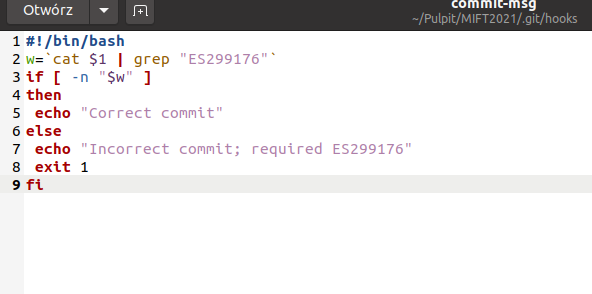 commit-msg
Otwórz
~/Pulpit/MIFT2021/.git/hooks
1 #!/bin/bash
2 w=`cat $1 | grep "ES299176"`
3 if [ -n "$w" ]
4 then
5  echo "Correct commit"
6 else
7  echo "Incorrect commit; required ES299176"
8  exit 1
9 fi